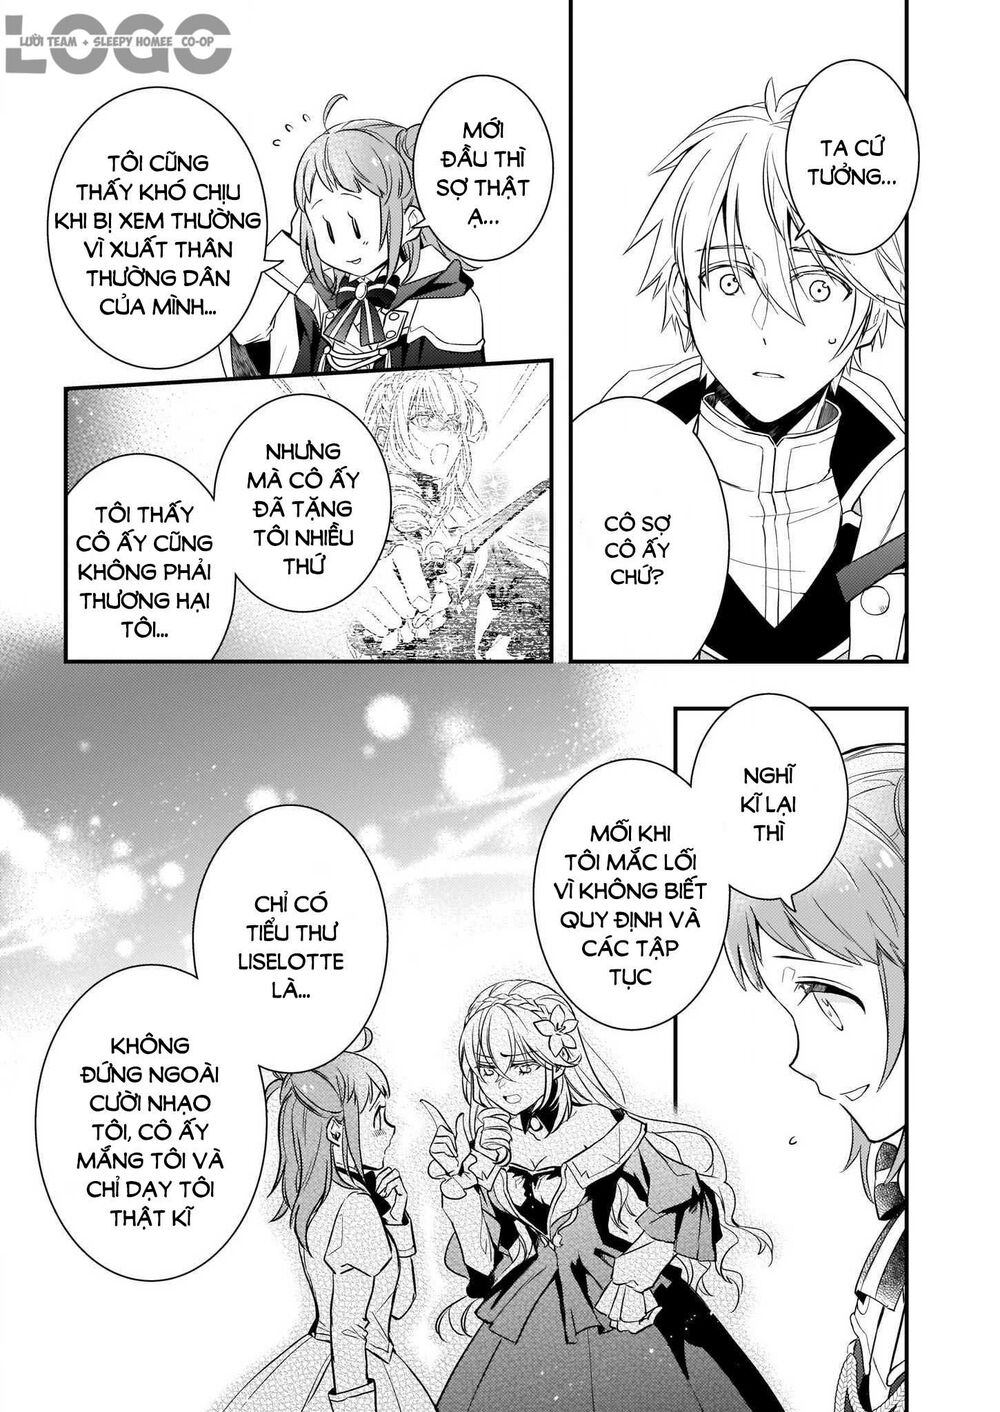 LOGO
LƯỜI TEAM + SLEEPY HOMEE CO-OP
TA CỨ
TƯỞNG...
CÔ SỢ
CÔ ẤY
CHỨ?
MỚI
ĐẦU THÌ
SỢ THẬT
Ạ...
TÔI CŨNG
THẤY KHÓ CHỊU
KHI BỊ XEM THƯỜNG
VÌ XUẤT THÂN
THƯỜNG DÂN
CỦA MÌNH...
NHƯNG
MÀ CÔ ẤY
ĐÃ TẶNG
TÔI NHIỀU
THỨ
TÔI THẤY
CÔ ẤY CŨNG
KHÔNG PHẢI
THƯƠNG HẠI
TÔI...
NGHĨ
KĨ LẠI
THÌ
MỖI KHI
TÔI MẮC LỖI
VÌ KHÔNG BIẾT
QUY ĐỊNH VÀ
CÁC TẬP
TỤC
CHỈ CÓ
TIỂU THƯ
LISELOTTE
LÀ...
KHÔNG
ĐỨNG NGOÀI
CƯỜI NHẠO
TÔI, CÔ ẤY
MẮNG TÔI VÀ
CHỈ DẠY TÔI
THẬT KĨ